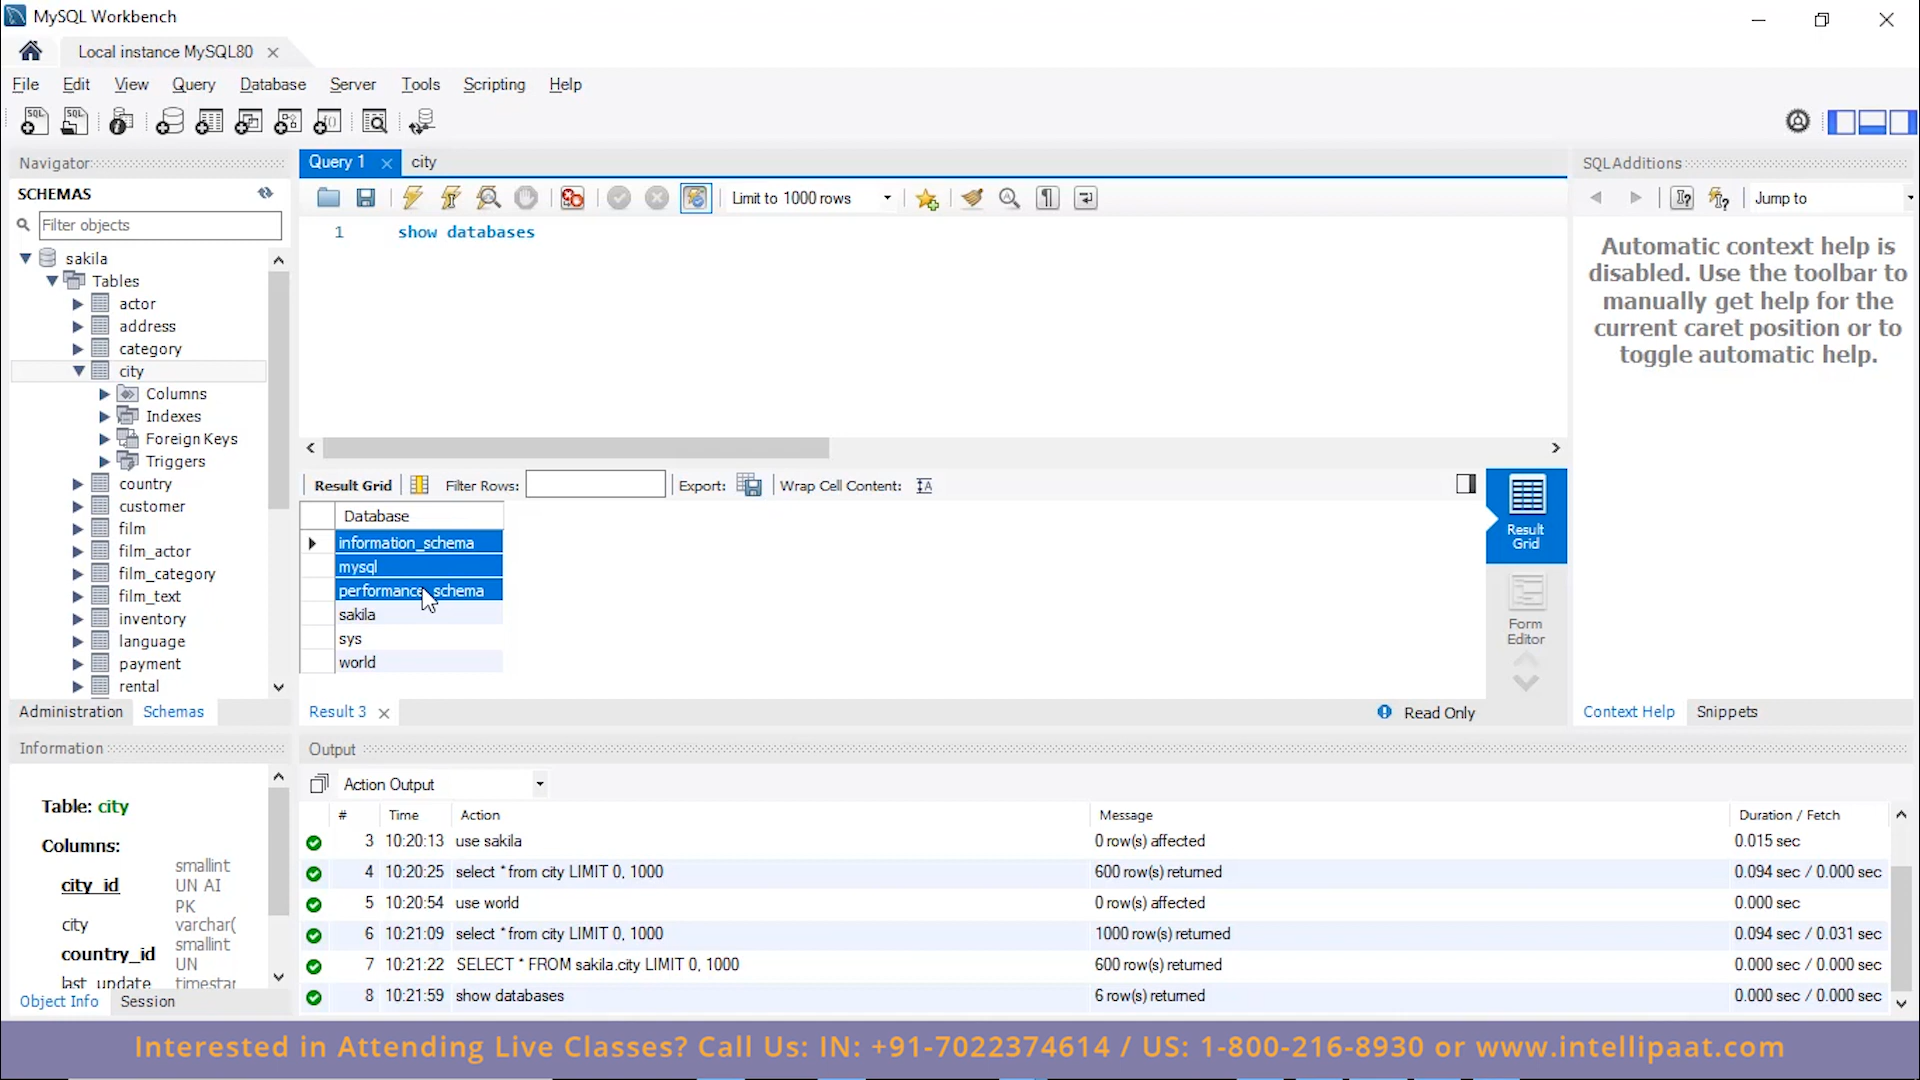 MySQL Workbench
Local instance MySQL80
File Edit View Query Database Server Tools Scripting Help
Navigator
SCHEMAS
Filter objects
sakila
Tables
actor
address
category
city
Columns
Indexes
Foreign Keys
Triggers
country
customer
film
film_actor
film_category
film_text
inventory
language
payment
rental
Administration Schemas
Information
Table: city
Columns:
city_id smallint
UN AI
PK
city varchar(
country_id smallint
UN
last_update timestar
Object Info Session
Query 1 city
Limit to 1000 rows
1 show databases
Result Grid Filter Rows: Export: Wrap Cell Content:
Database
information_schema
mysql
performance_schema
sakila
sys
world
Result Grid
Form Editor
Result 3 Read Only
SQLAdditions
Jump to
Automatic context help is
disabled. Use the toolbar to
manually get help for the
current caret position or to
toggle automatic help.
Context Help Snippets
Output
Action Output
# Time Action Message Duration / Fetch
3 10:20:13 use sakila 0 row(s) affected 0.015 sec
4 10:20:25 select * from city LIMIT 0, 1000 600 row(s) returned 0.094 sec / 0.000 sec
5 10:20:54 use world 0 row(s) affected 0.000 sec
6 10:21:09 select * from city LIMIT 0, 1000 1000 row(s) returned 0.094 sec / 0.031 sec
7 10:21:22 SELECT * FROM sakila.city LIMIT 0, 1000 600 row(s) returned 0.000 sec / 0.000 sec
8 10:21:59 show databases 6 row(s) returned 0.000 sec / 0.000 sec
Interested in Attending Live Classes? Call Us: IN: +91-7022374614 / US: 1-800-216-8930 or www.intellipaat.com